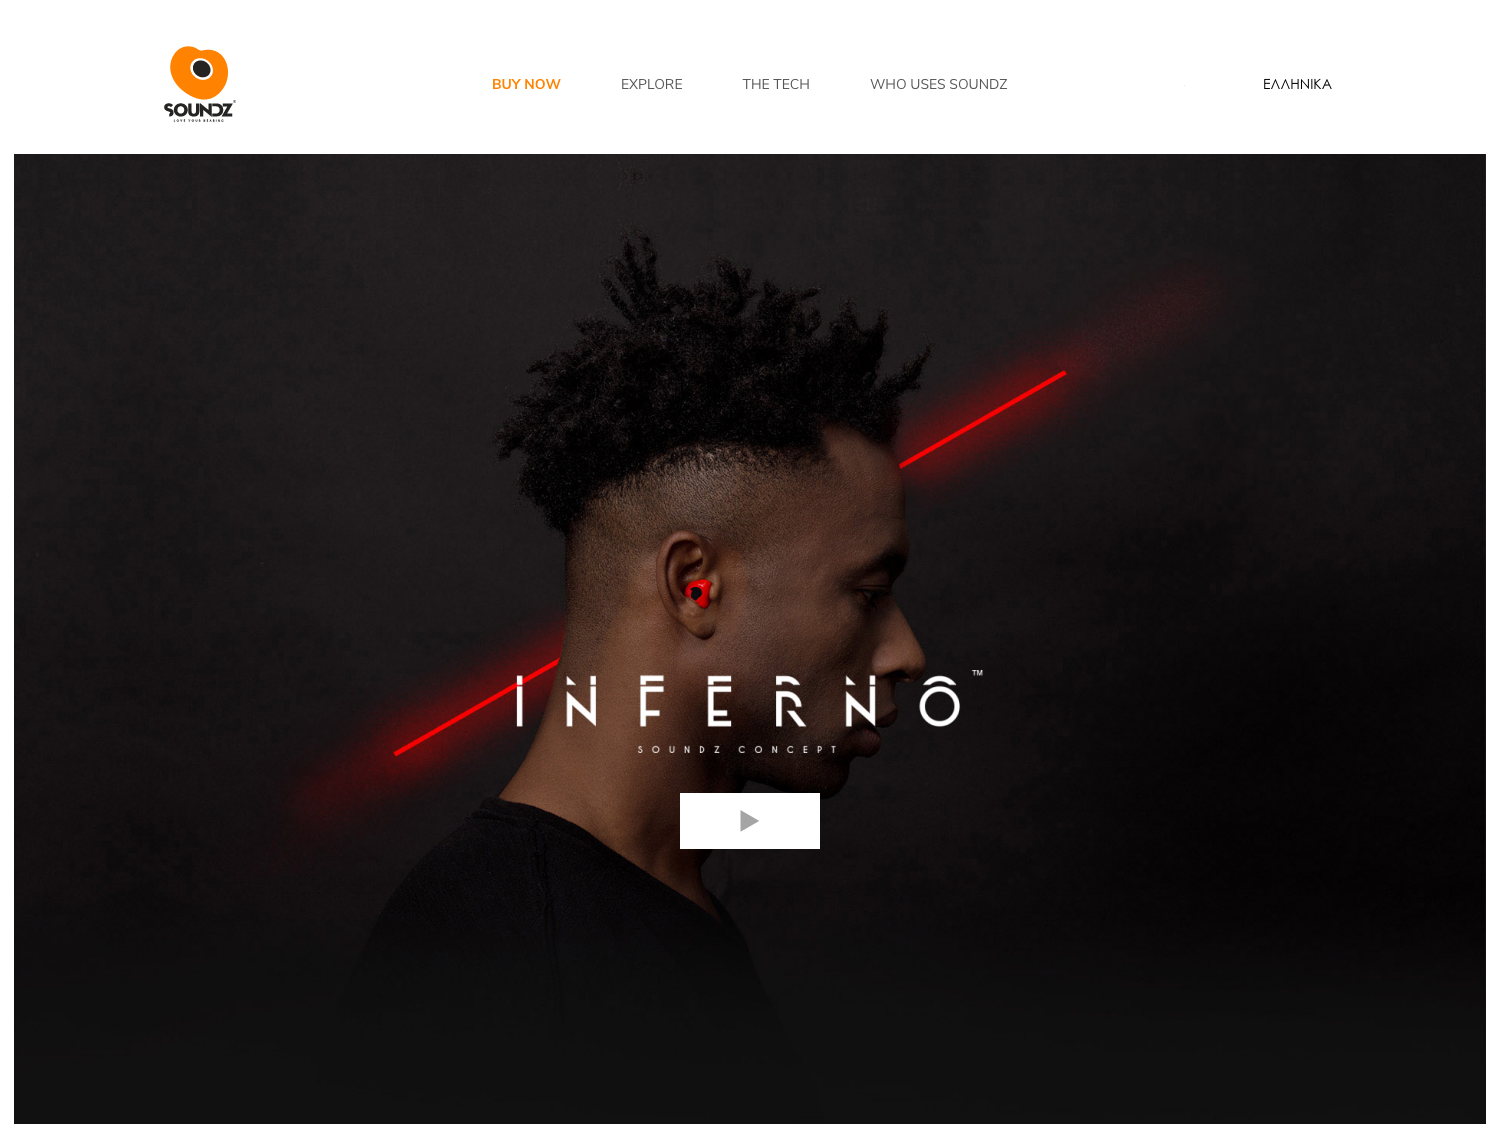 SOUNDZ
LOVE YOUR HEARING
BUY NOW
EXPLORE
THE TECH
WHO USES SOUNDZ
ΕΛΛΗΝΙΚΑ
INFERNO™
SOUNDZ CONCEPT